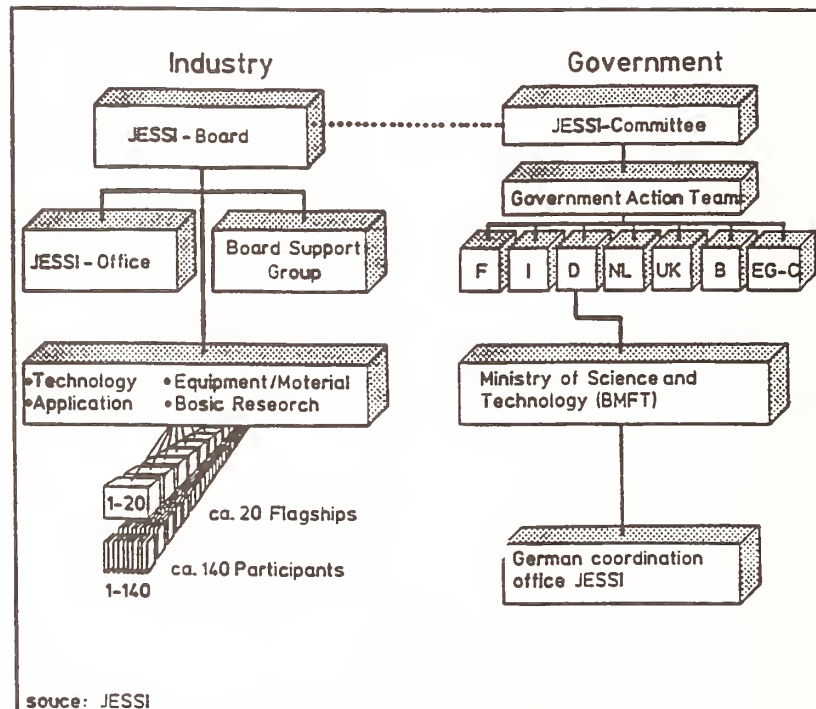 Industry
Government
JESSI-Board
JESSI-Committee
Government Action Team
JESSI-Office
Board Support
Group
F I D NL UK B EG-C
•Technology •Equipment/Material
•Application •Basic Research
Ministry of Science and
Technology (BMFT)
1-20
ca. 20 Flagships
ca. 140 Participants
1-140
German coordination
office JESSI
souce: JESSI